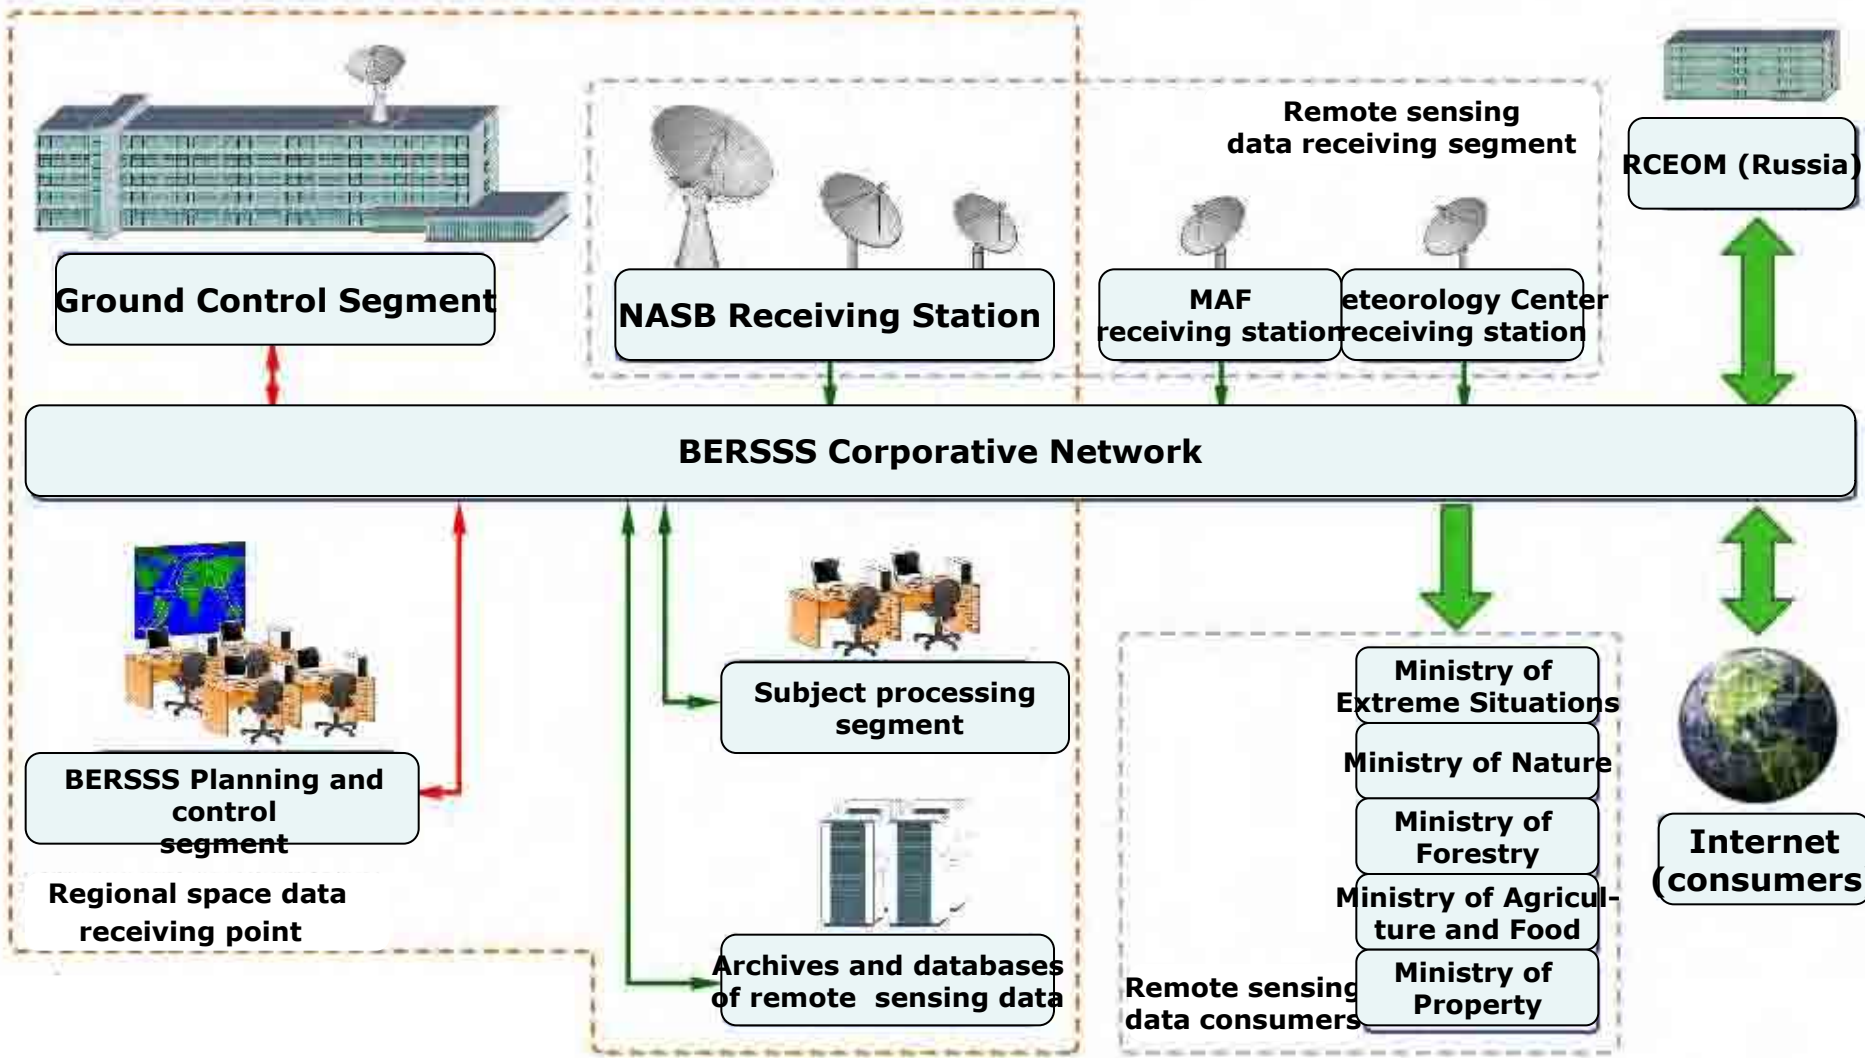 Remote sensing
data receiving segment
RCEOM (Russia)
Ground Control Segment
NASB Receiving Station
MAF
receiving station
eteorology Center
receiving station
BERSSS Corporative Network
Subject processing
segment
BERSSS Planning and
control
segment
Regional space data
receiving point
Archives and databases
of remote sensing data
Ministry of
Extreme Situations
Ministry of Nature
Ministry of
Forestry
Ministry of Agricul-
ture and Food
Ministry of
Property
Remote sensing
data consumers
Internet
(consumers